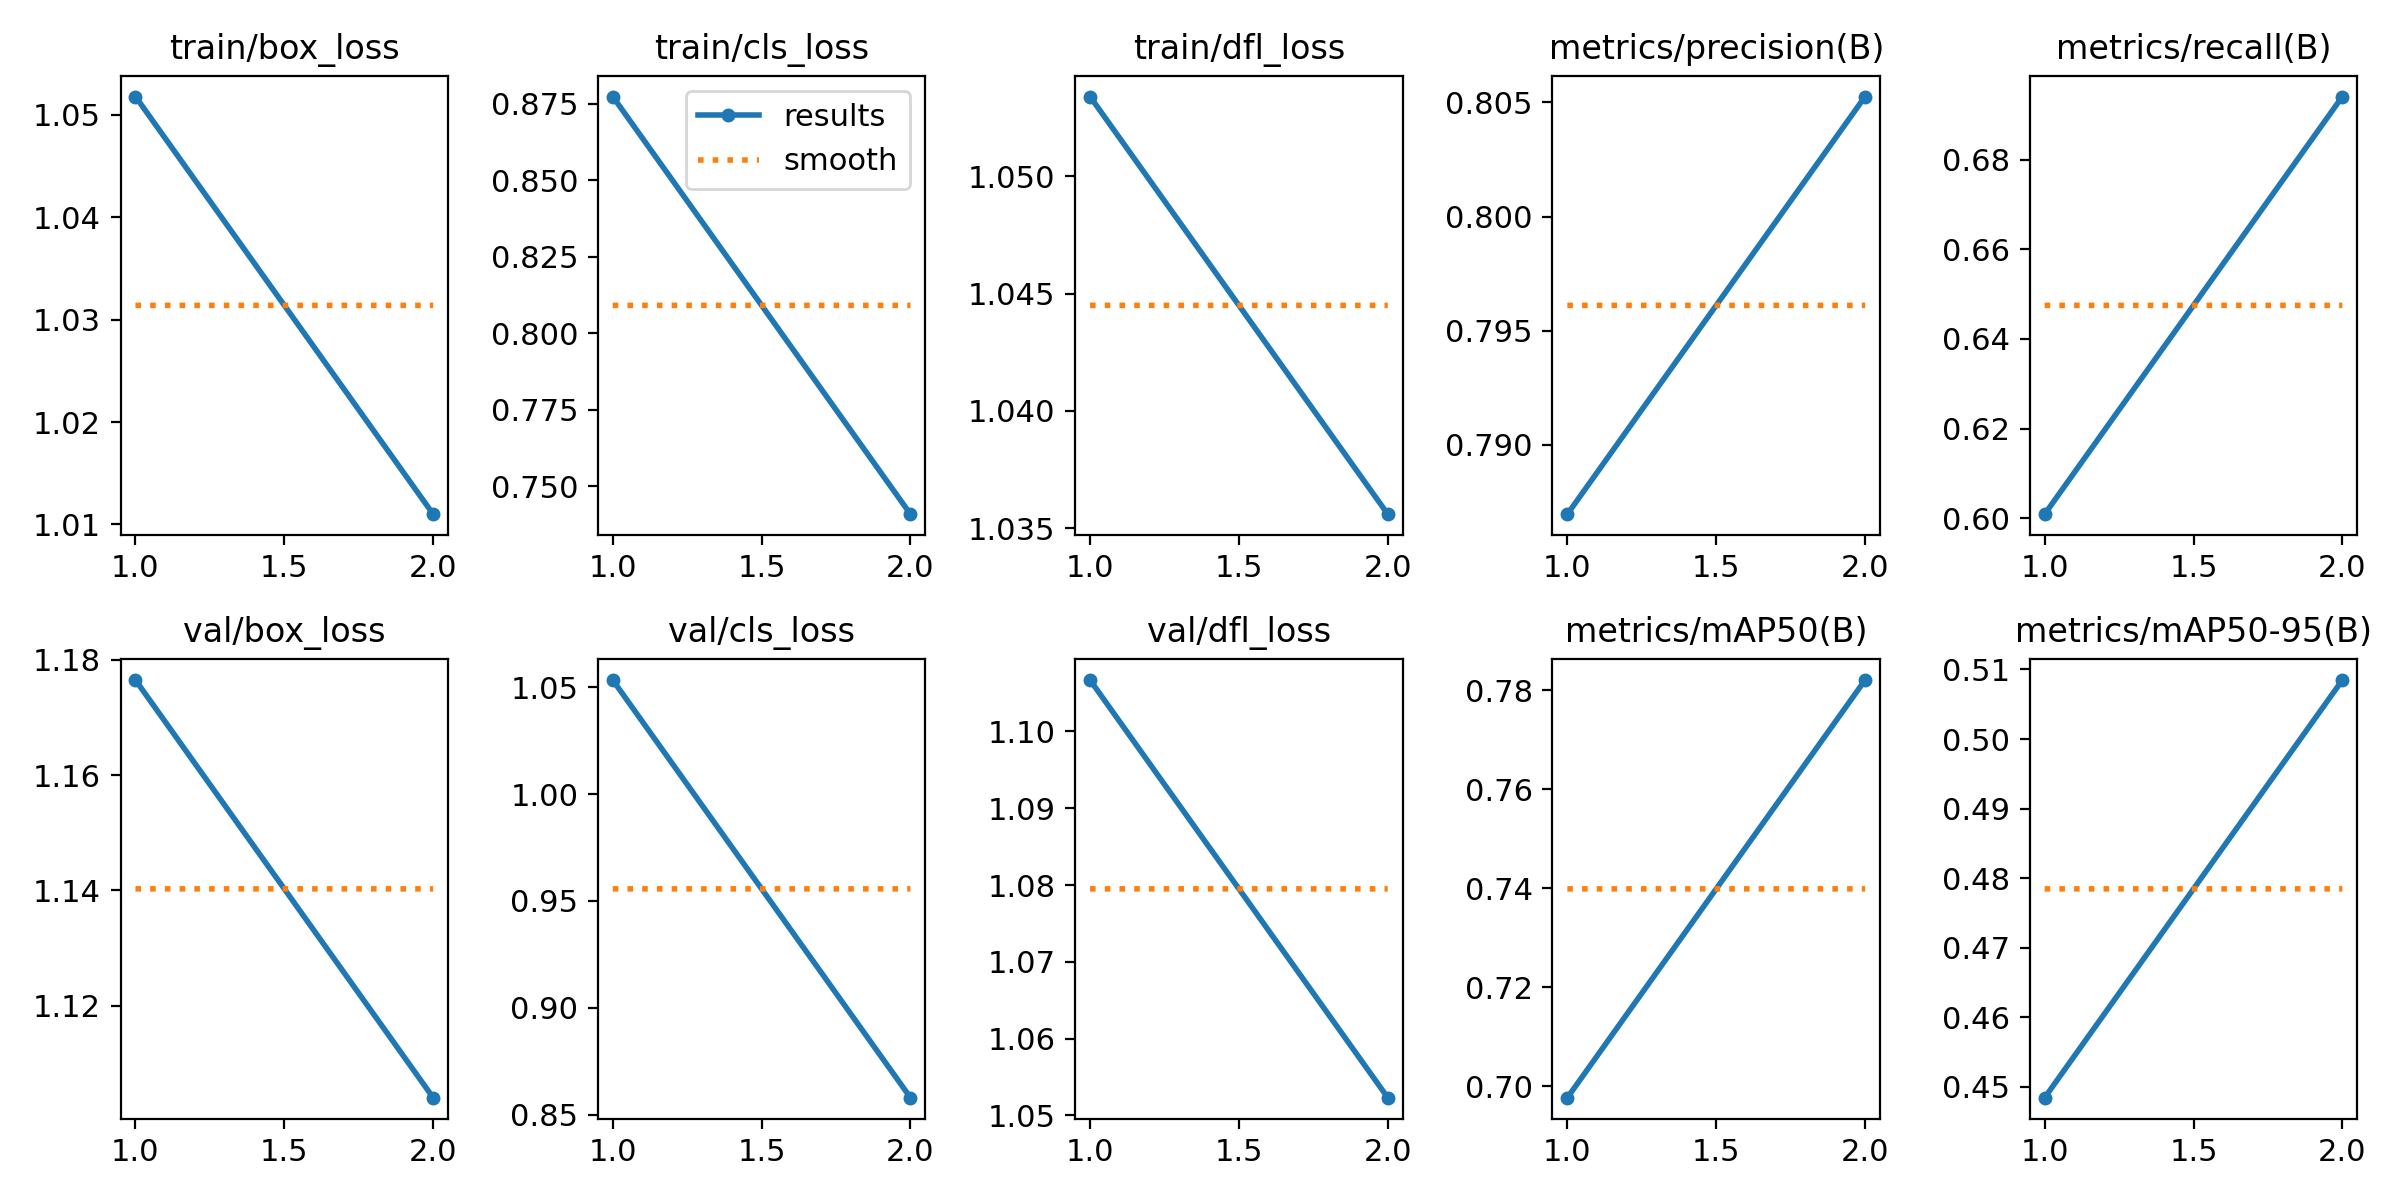 train/box_loss
1.05
1.04
1.03
1.02
1.01
1.0 1.5 2.0
train/cls_loss
results
smooth
0.875
0.850
0.825
0.800
0.775
0.750
1.0 1.5 2.0
train/dfl_loss
1.050
1.045
1.040
1.035
1.0 1.5 2.0
metrics/precision(B)
0.805
0.800
0.795
0.790
1.0 1.5 2.0
metrics/recall(B)
0.68
0.66
0.64
0.62
0.60
1.0 1.5 2.0
val/box_loss
1.18
1.16
1.14
1.12
1.0 1.5 2.0
val/cls_loss
1.05
1.00
0.95
0.90
0.85
1.0 1.5 2.0
val/dfl_loss
1.10
1.09
1.08
1.07
1.06
1.05
1.0 1.5 2.0
metrics/mAP50(B)
0.78
0.76
0.74
0.72
0.70
1.0 1.5 2.0
metrics/mAP50-95(B)
0.51
0.50
0.49
0.48
0.47
0.46
0.45
1.0 1.5 2.0